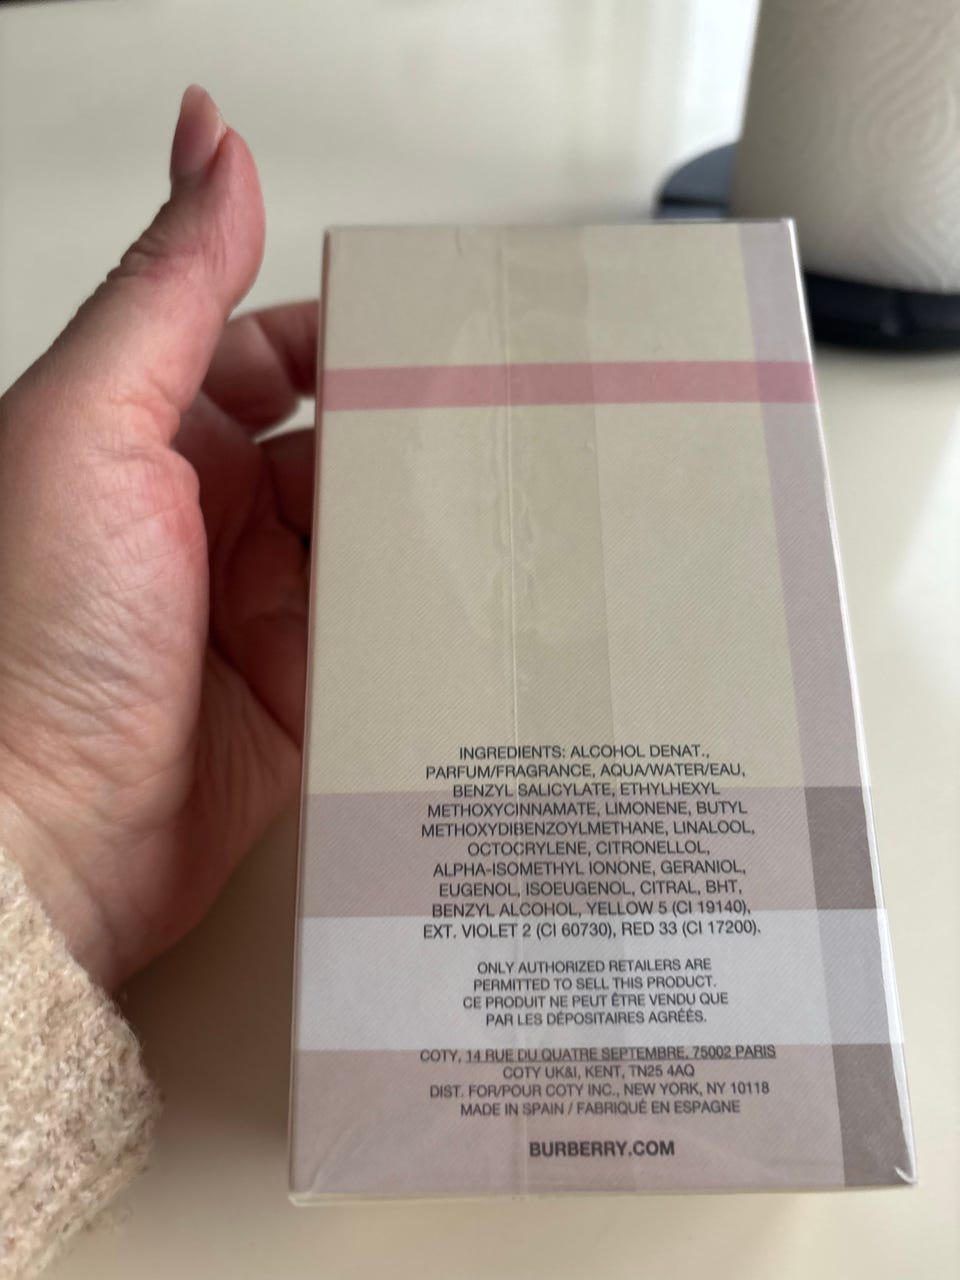 INGREDIENTS: ALCOHOL DENAT.,
PARFUM/FRAGRANCE, AQUA/WATER/EAU,
BENZYL SALICYLATE, ETHYLHEXYL
METHOXYCINNAMATE, LIMONENE, BUTYL
METHOXYDIBENZOYLMETHANE, LINALOOL,
OCTOCRYLENE, CITRONELLOL,
ALPHA-ISOMETHYL IONONE, GERANIOL,
EUGENOL, ISOEUGENOL, CITRAL, BHT,
BENZYL ALCOHOL, YELLOW 5 (CI 19140),
EXT. VIOLET 2 (CI 60730), RED 33 (CI 17200).
ONLY AUTHORIZED RETAILERS ARE
PERMITTED TO SELL THIS PRODUCT.
CE PRODUIT NE PEUT ÊTRE VENDU QUE
PAR LES DÉPOSITAIRES AGRÉÉS.
COTY, 14 RUE DU QUATRE SEPTEMBRE, 75002 PARIS
COTY UK&I, KENT, TN25 4AQ
DIST. FOR/POUR COTY INC., NEW YORK, NY 10118
MADE IN SPAIN / FABRIQUÉ EN ESPAGNE
BURBERRY.COM